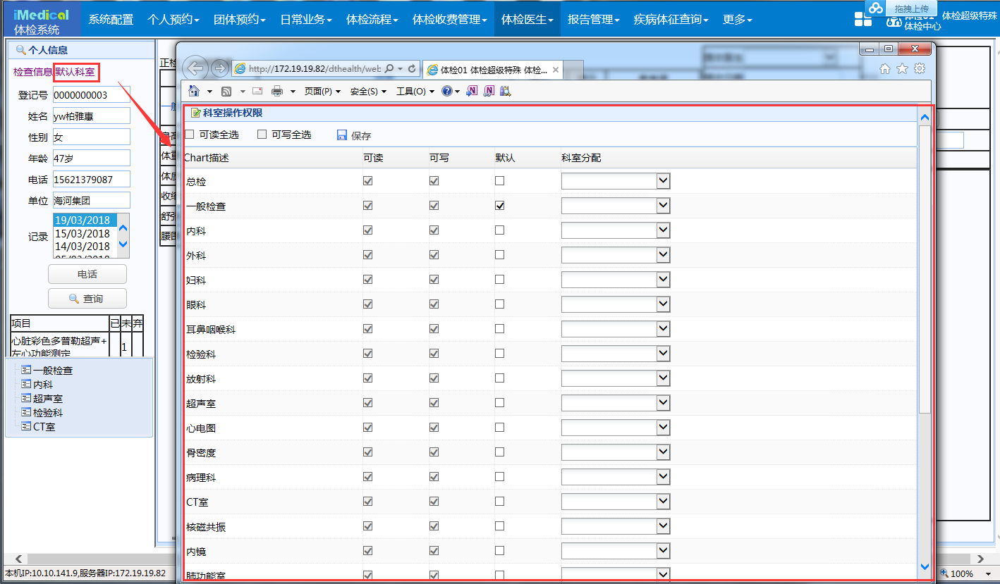 iMedical
体检系统
系统配置 个人预约 团体预约 日常业务 体检流程 体检收费管理 体检医生 报告管理 疾病体征查询 更多
拖拽上传
体检01 体检超级特殊
体检中心
个人信息
检查信息 默认科室
登记号 0000000003
姓名 yw柏雅惠
性别 女
年龄 47岁
电话 15621379087
单位 海河集团
记录
19/03/2018
15/03/2018
14/03/2018
05/03/2018
电话
查询
项目 已 未 弃
心脏彩色多普勒超声+
左心功能测定
1
一般检查
内科
超声室
检验科
CT室
正检
一般
身高
体重
体质
收缩
舒张
腰围
http://172.19.19.82/dthealth/web
体检01 体检超级特殊 体检...
页面(P) 安全(S) 工具(O)
科室操作权限
可读全选 可写全选 保存
Chart描述 可读 可写 默认 科室分配
总检
一般检查
内科
外科
妇科
眼科
耳鼻咽喉科
检验科
放射科
超声室
心电图
骨密度
病理科
CT室
核磁共振
内镜
肺功能室
本机IP:10.10.141.9,服务器IP:172.19.19.82
100%